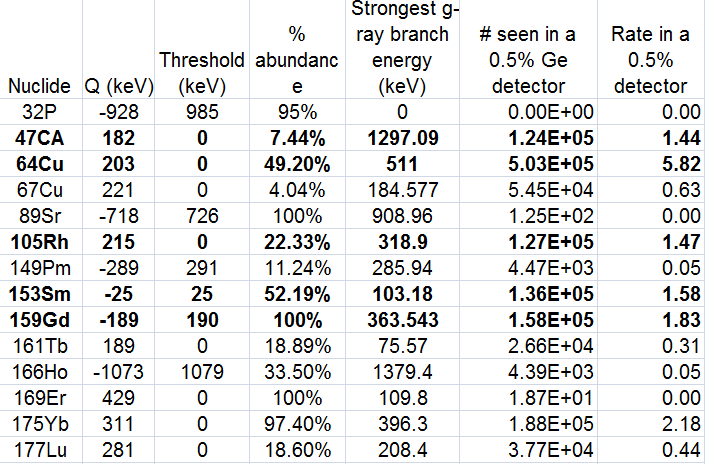 Nuclide Q (keV) Threshold (keV) % abundanc e Strongest g-ray branch energy (keV) # seen in a 0.5% Ge detector Rate in a 0.5% detector
32P -928 985 95% 0 0.00E+00 0.00
47CA 182 0 7.44% 1297.09 1.24E+05 1.44
64Cu 203 0 49.20% 511 5.03E+05 5.82
67Cu 221 0 4.04% 184.577 5.45E+04 0.63
89Sr -718 726 100% 908.96 1.25E+02 0.00
105Rh 215 0 22.33% 318.9 1.27E+05 1.47
149Pm -289 291 11.24% 285.94 4.47E+03 0.05
153Sm -25 25 52.19% 103.18 1.36E+05 1.58
159Gd -189 190 100% 363.543 1.58E+05 1.83
161Tb 189 0 18.89% 75.57 2.66E+04 0.31
166Ho -1073 1079 33.50% 1379.4 4.39E+03 0.05
169Er 429 0 100% 109.8 1.87E+01 0.00
175Yb 311 0 97.40% 396.3 1.88E+05 2.18
177Lu 281 0 18.60% 208.4 3.77E+04 0.44